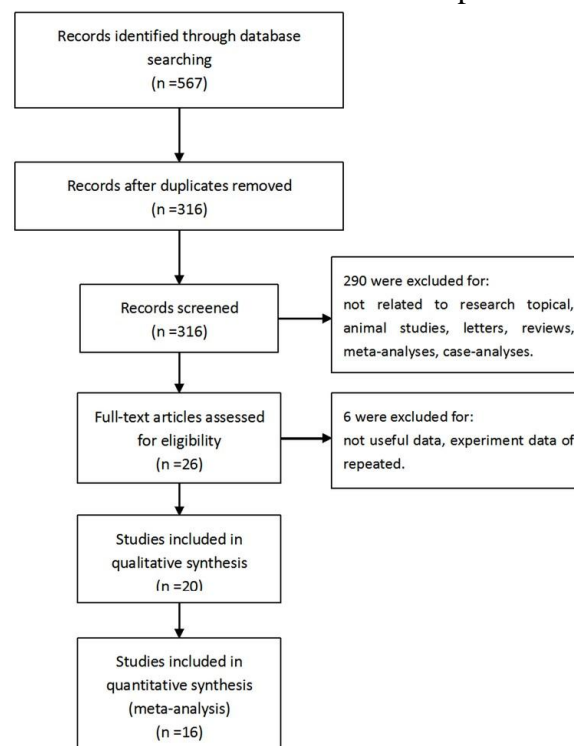 Records identified through database
searching
(n =567)
Records after duplicates removed
(n =316)
Records screened
(n =316)
290 were excluded for:
not related to research topical,
animal studies, letters, reviews,
meta-analyses, case-analyses.
Full-text articles assessed
for eligibility
(n =26)
6 were excluded for:
not useful data, experiment data of
repeated.
Studies included in
qualitative synthesis
(n =20)
Studies included in
quantitative synthesis
(meta-analysis)
(n =16)